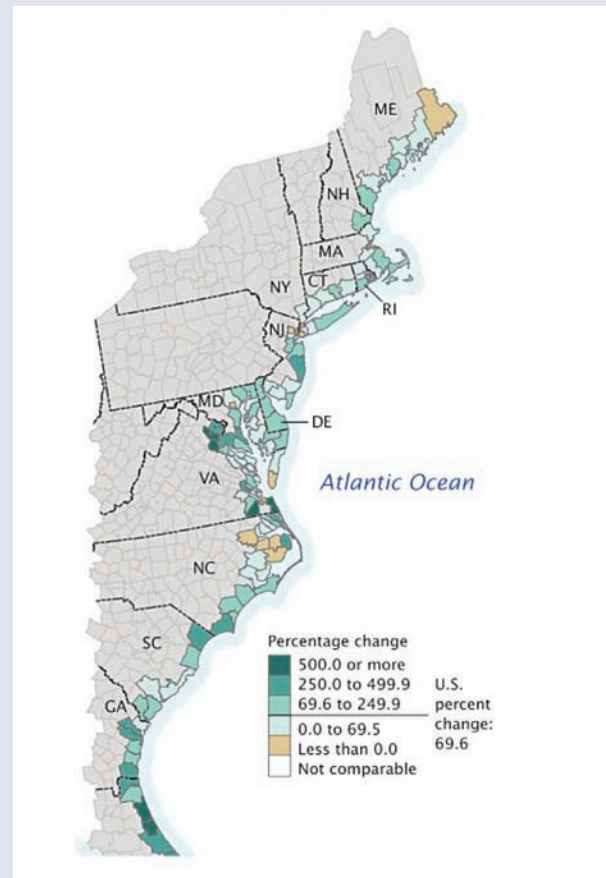 ME
NH
MA
NY
CT
RI
NJ
MD
DE
VA
Atlantic Ocean
NC
SC
GA
Percentage change
500.0 or more
250.0 to 499.9
69.6 to 249.9
0.0 to 69.5
Less than 0.0
Not comparable
U.S.
percent
change:
69.6